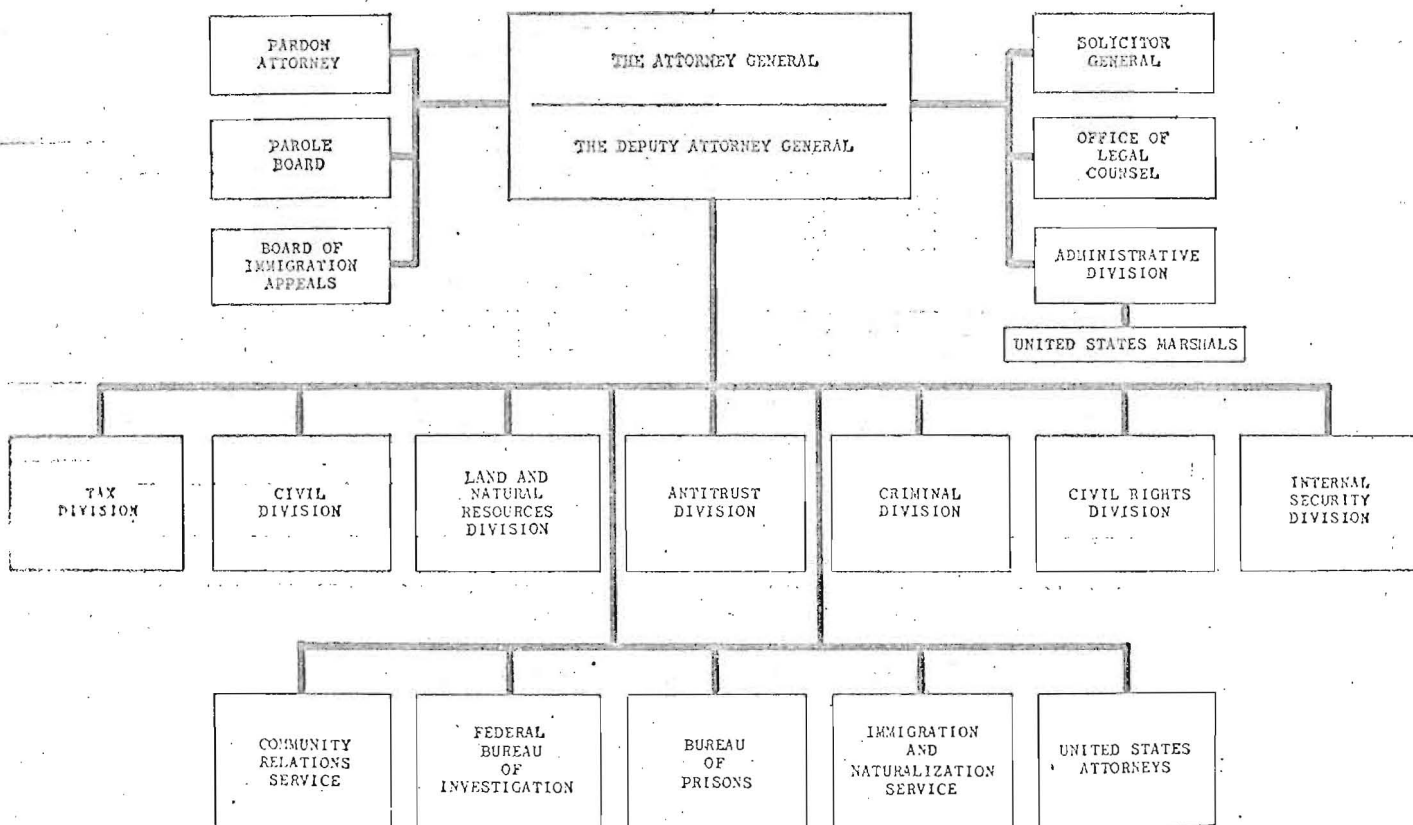 PARDON
ATTORNEY
THE ATTORNEY GENERAL
THE DEPUTY ATTORNEY GENERAL
SOLICITOR
GENERAL
PAROLE
BOARD
OFFICE OF
LEGAL
COUNSEL
BOARD OF
IMMIGRATION
APPEALS
ADMINISTRATIVE
DIVISION
UNITED STATES MARSHALS
TAX
DIVISION
CIVIL
DIVISION
LAND AND
NATURAL
RESOURCES
DIVISION
ANTITRUST
DIVISION
CRIMINAL
DIVISION
CIVIL RIGHTS
DIVISION
INTERNAL
SECURITY
DIVISION
COMMUNITY
RELATIONS
SERVICE
FEDERAL
BUREAU
OF
INVESTIGATION
BUREAU
OF
PRISONS
IMMIGRATION
AND
NATURALIZATION
SERVICE
UNITED STATES
ATTORNEYS